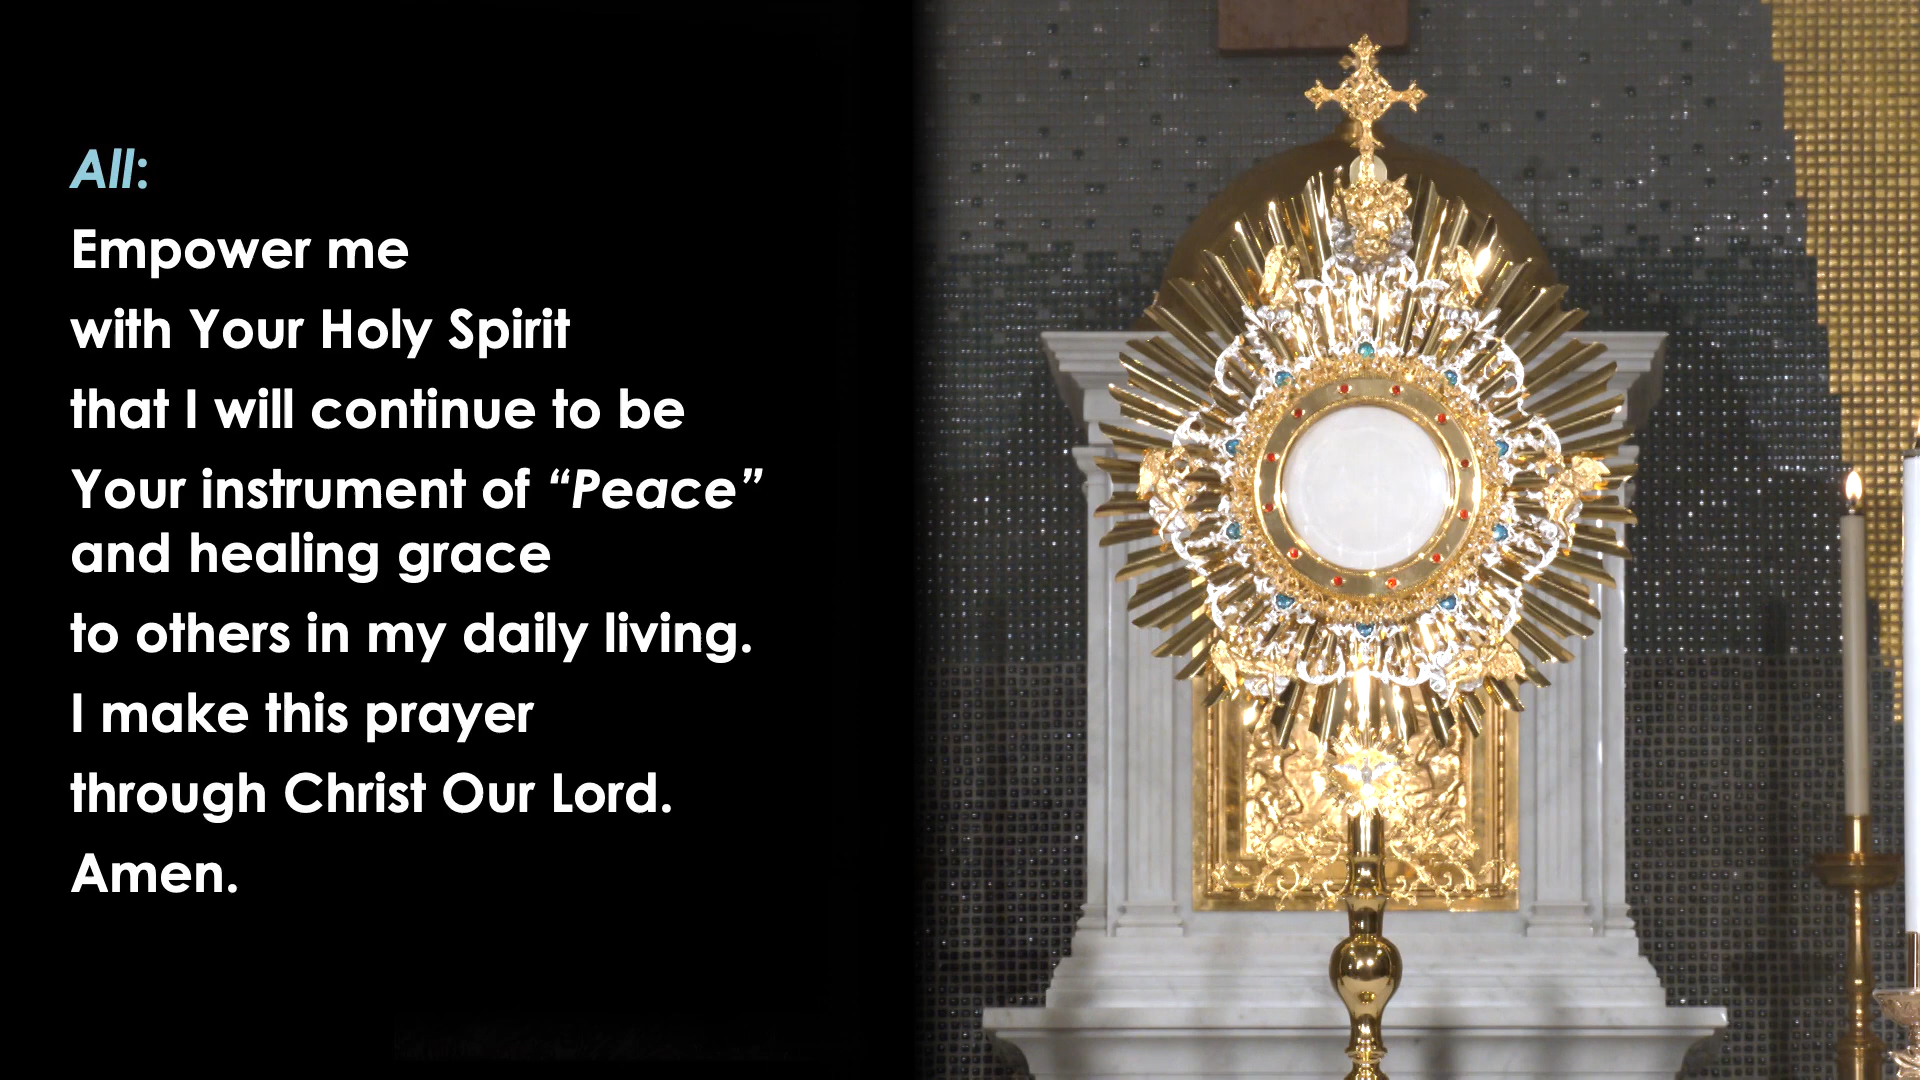 All:
Empower me
with Your Holy Spirit
that I will continue to be
Your instrument of “Peace”
and healing grace
to others in my daily living.
I make this prayer
through Christ Our Lord.
Amen.